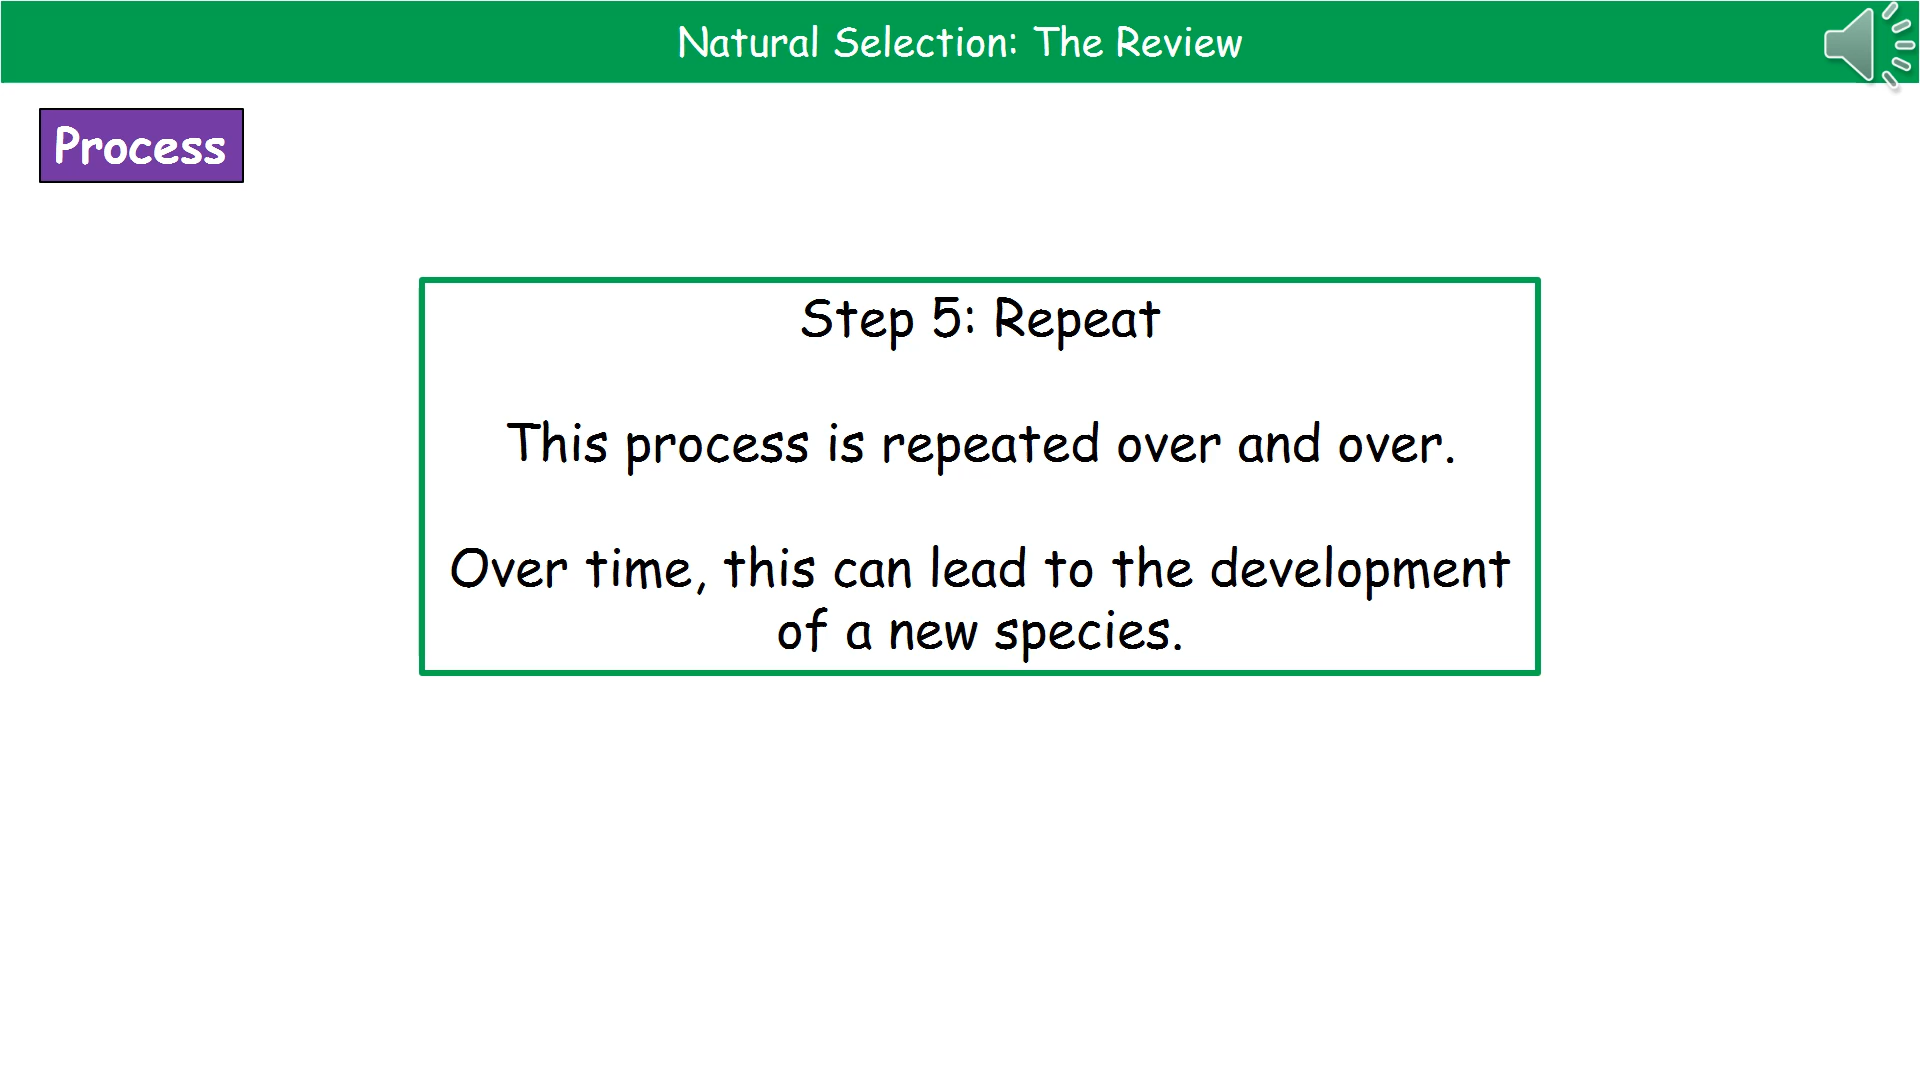 Natural Selection: The Review
Process
Step 5: Repeat
This process is repeated over and over.
Over time, this can lead to the development
of a new species.